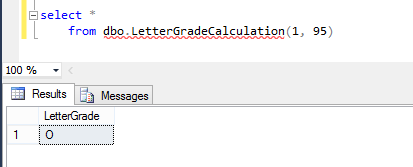 select *
from dbo.LetterGradeCalculation(1, 95)
100 %
Results Messages
LetterGrade
1 O